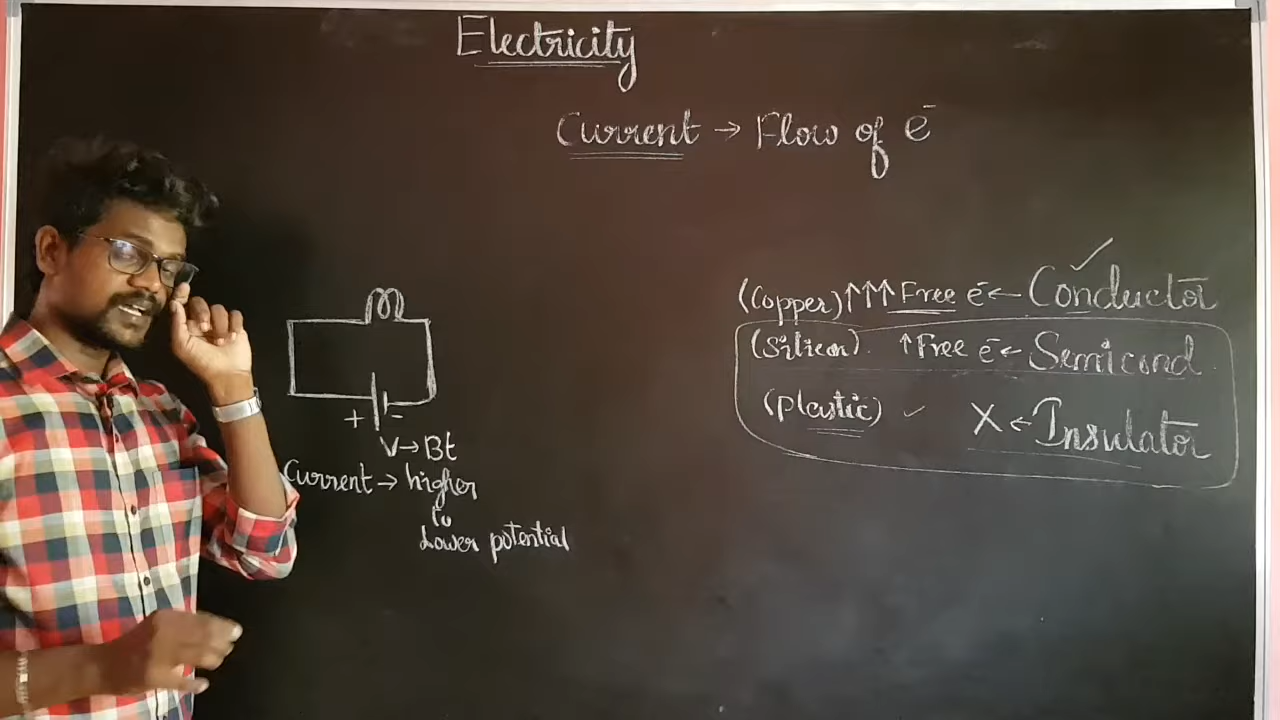 Electricity
Current → Flow of e⁻
(Copper) ↑↑↑ Free e⁻ ← Conductor
(Silicon). ↑ Free e⁻ ← Semicond
(plastic) ✓ X ← Insulator
+ -
V → Bt
Current → higher
to
Lower potential